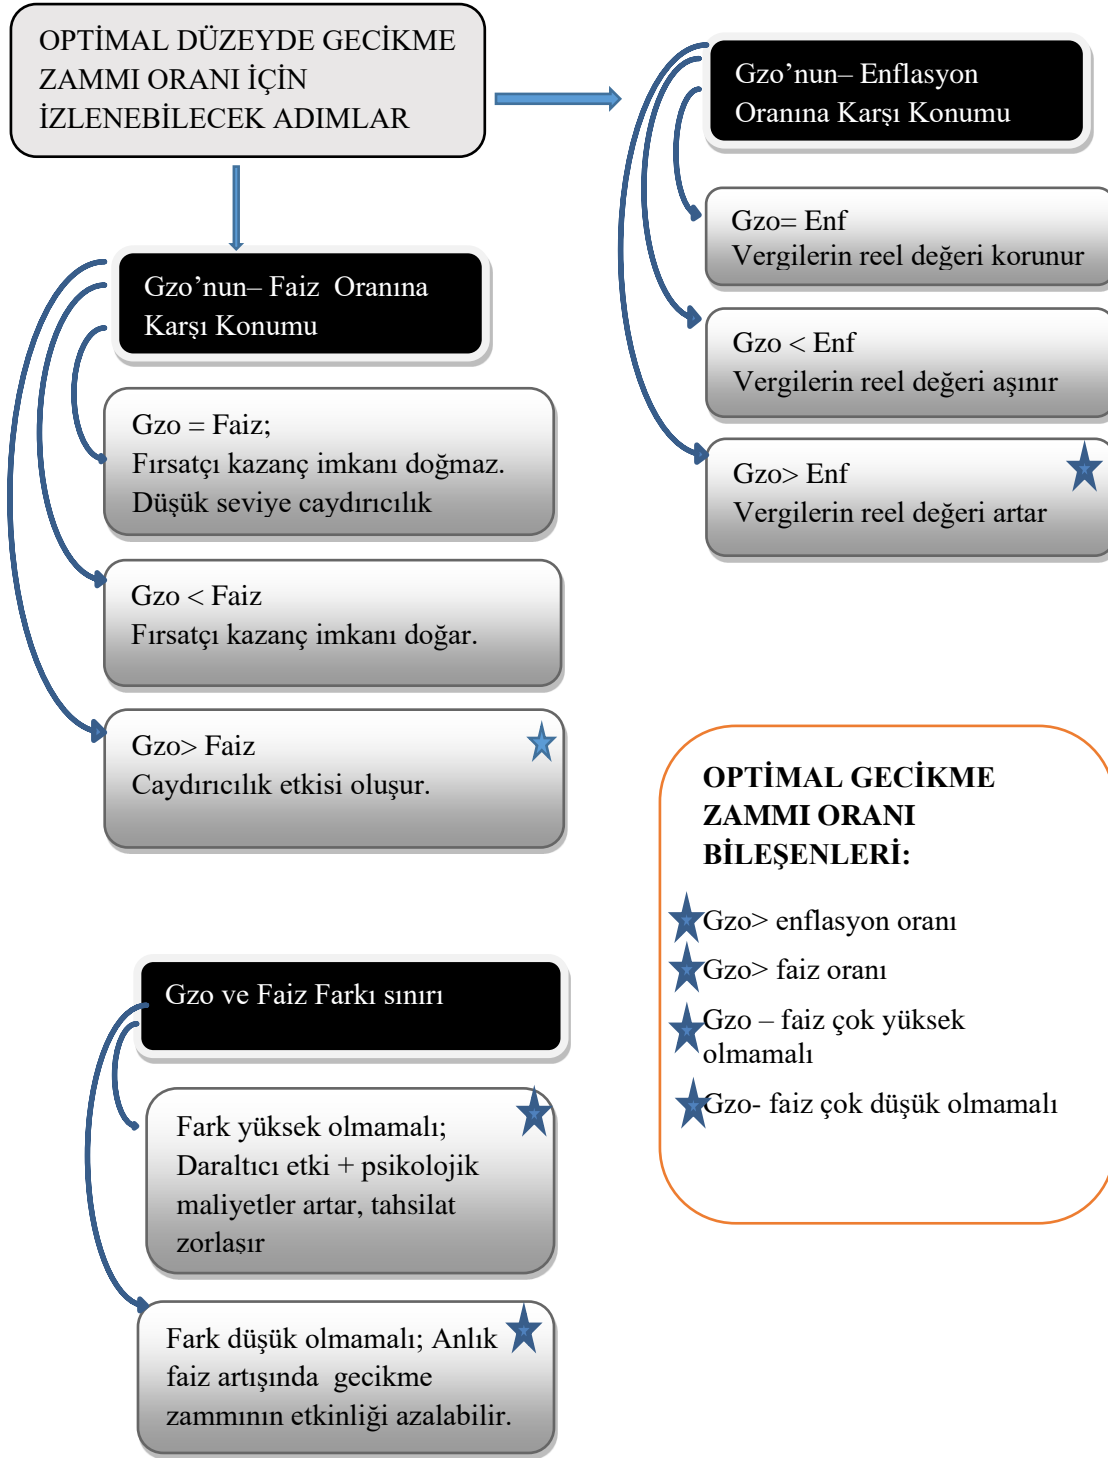 OPTİMAL DÜZEYDE GECİKME
ZAMMI ORANI İÇİN
İZLENEBİLECEK ADIMLAR
Gzo’nun– Enflasyon
Oranına Karşı Konumu
Gzo= Enf
Vergilerin reel değeri korunur
Gzo < Enf
Vergilerin reel değeri aşınır
Gzo> Enf
Vergilerin reel değeri artar
Gzo’nun– Faiz Oranına
Karşı Konumu
Gzo = Faiz;
Fırsatçı kazanç imkanı doğmaz.
Düşük seviye caydırıcılık
Gzo < Faiz
Fırsatçı kazanç imkanı doğar.
Gzo> Faiz
Caydırıcılık etkisi oluşur.
Gzo ve Faiz Farkı sınırı
Fark yüksek olmamalı;
Daraltıcı etki + psikolojik
maliyetler artar, tahsilat
zorlaşır
Fark düşük olmamalı; Anlık
faiz artışında gecikme
zammının etkinliği azalabilir.
OPTİMAL GECİKME
ZAMMI ORANI
BİLEŞENLERİ:
Gzo> enflasyon oranı
Gzo> faiz oranı
Gzo – faiz çok yüksek
olmamalı
Gzo- faiz çok düşük olmamalı